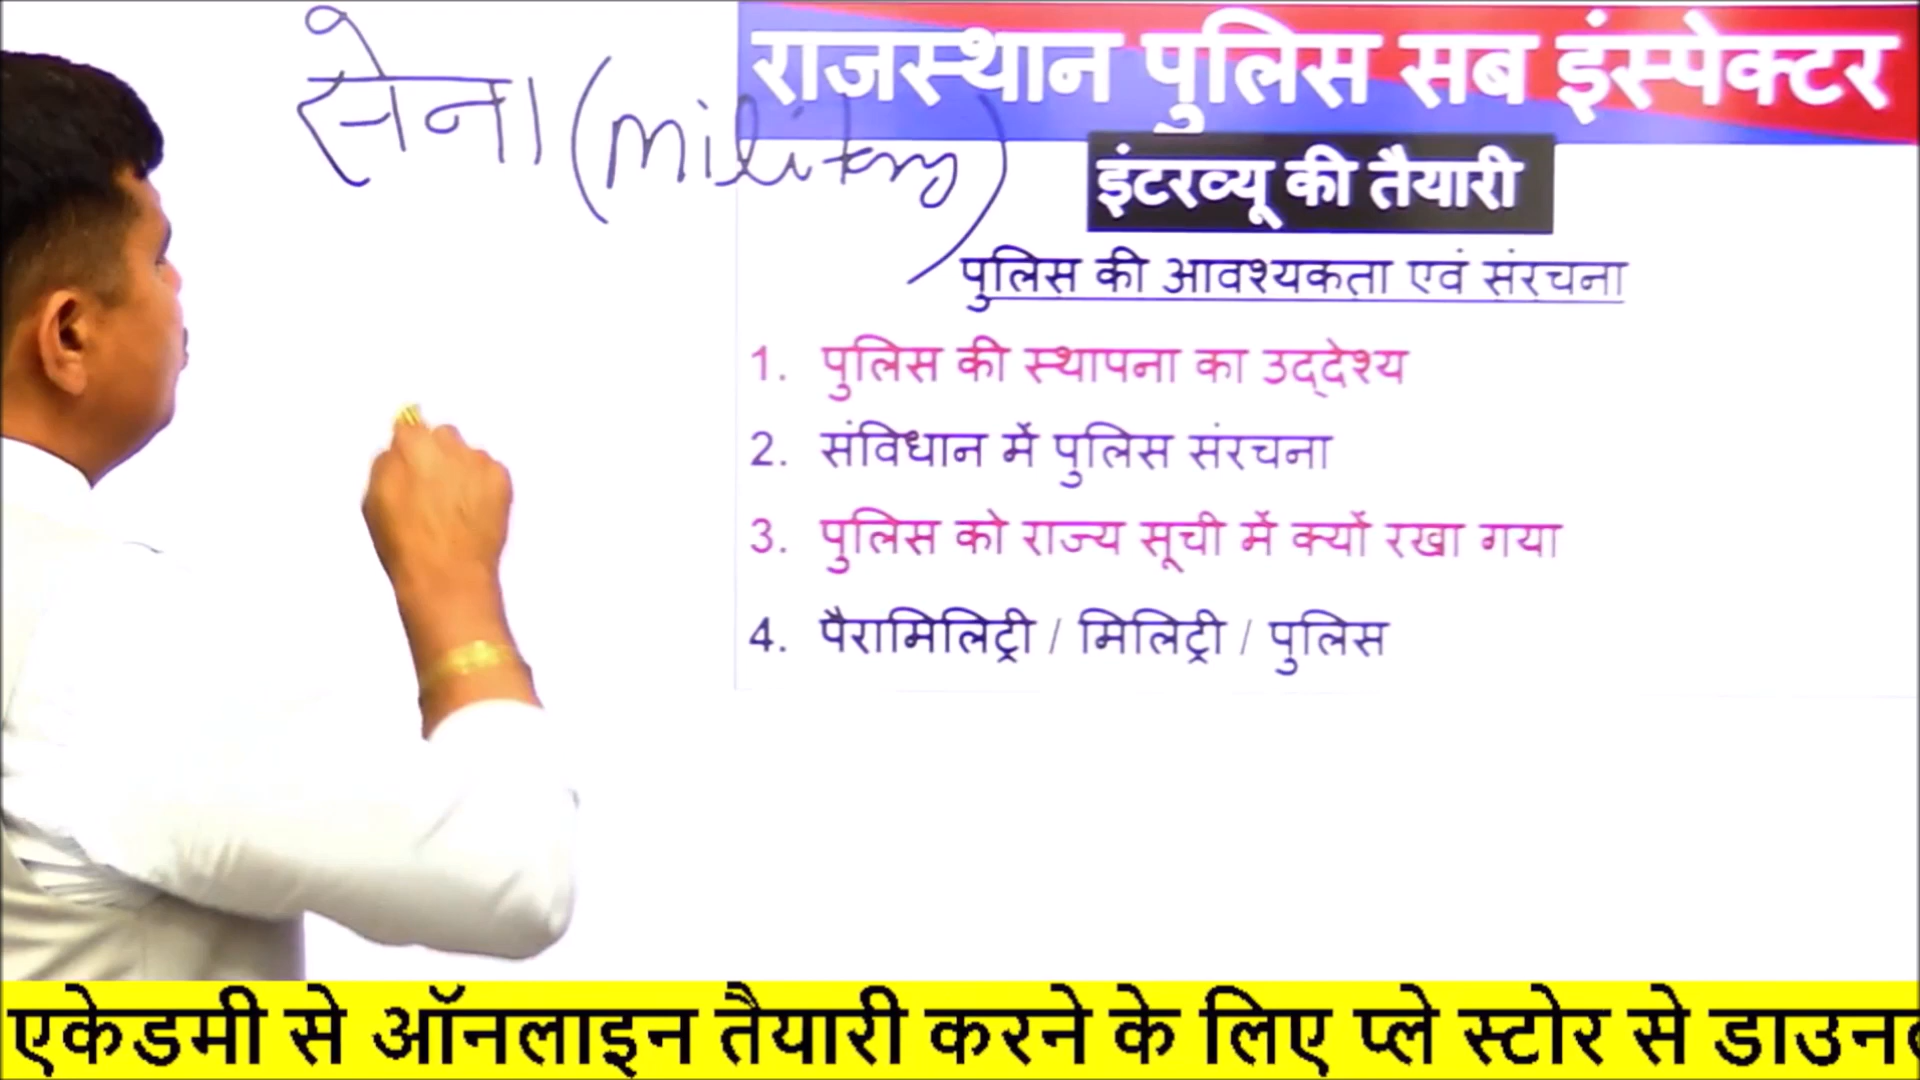 सेना (military)
राजस्थान पुलिस सब इंस्पेक्टर
इंटरव्यू की तैयारी
पुलिस की आवश्यकता एवं संरचना
1. पुलिस की स्थापना का उद्देश्य
2. संविधान में पुलिस संरचना
3. पुलिस को राज्य सूची में क्यों रखा गया
4. पैरामिलिट्री / मिलिट्री / पुलिस
एकेडमी से ऑनलाइन तैयारी करने के लिए प्ले स्टोर से